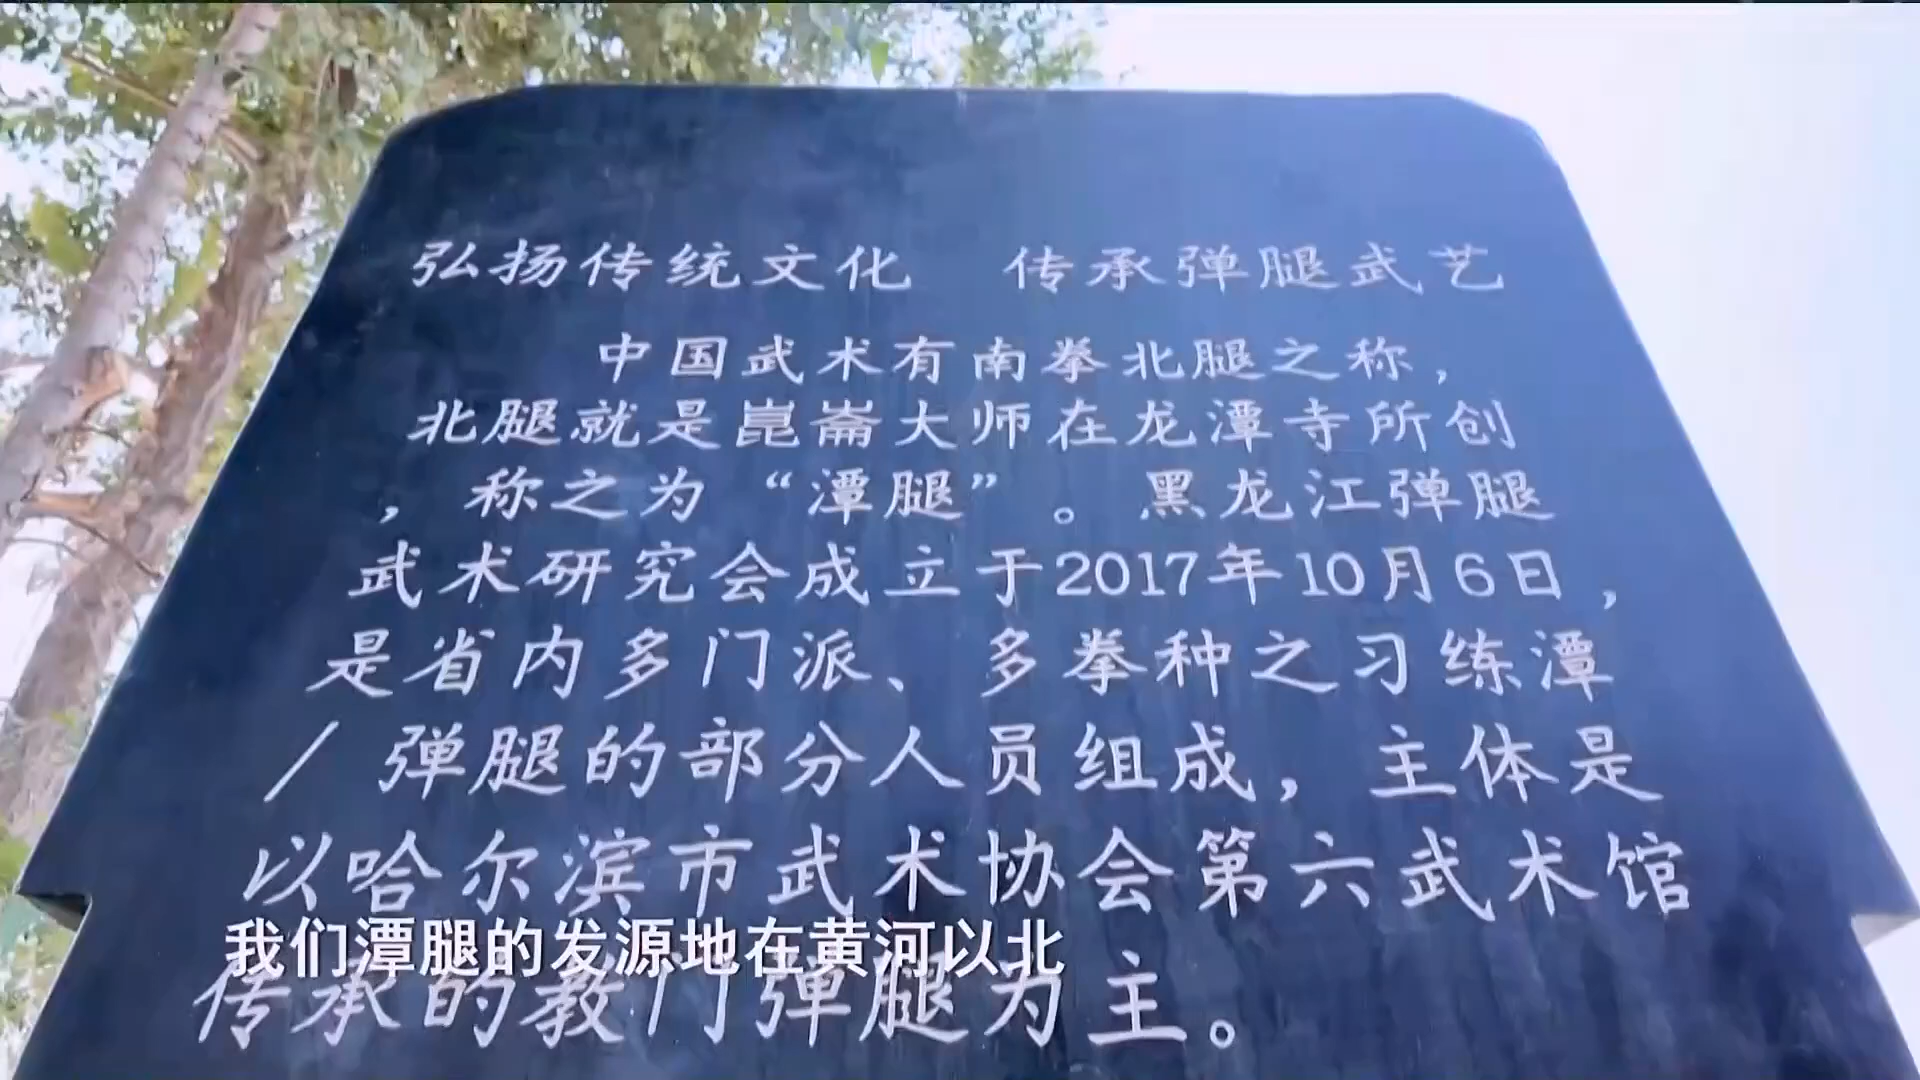 弘扬传统文化　传承弹腿武艺
中国武术有南拳北腿之称，
北腿就是崑崙大师在龙潭寺所创
，称之为“潭腿”。黑龙江弹腿
武术研究会成立于2017年10月6日，
是省内多门派、多拳种之习练潭
/弹腿的部分人员组成，主体是
以哈尔滨市武术协会第六武术馆
我们潭腿的发源地在黄河以北
传承的教门弹腿为主。